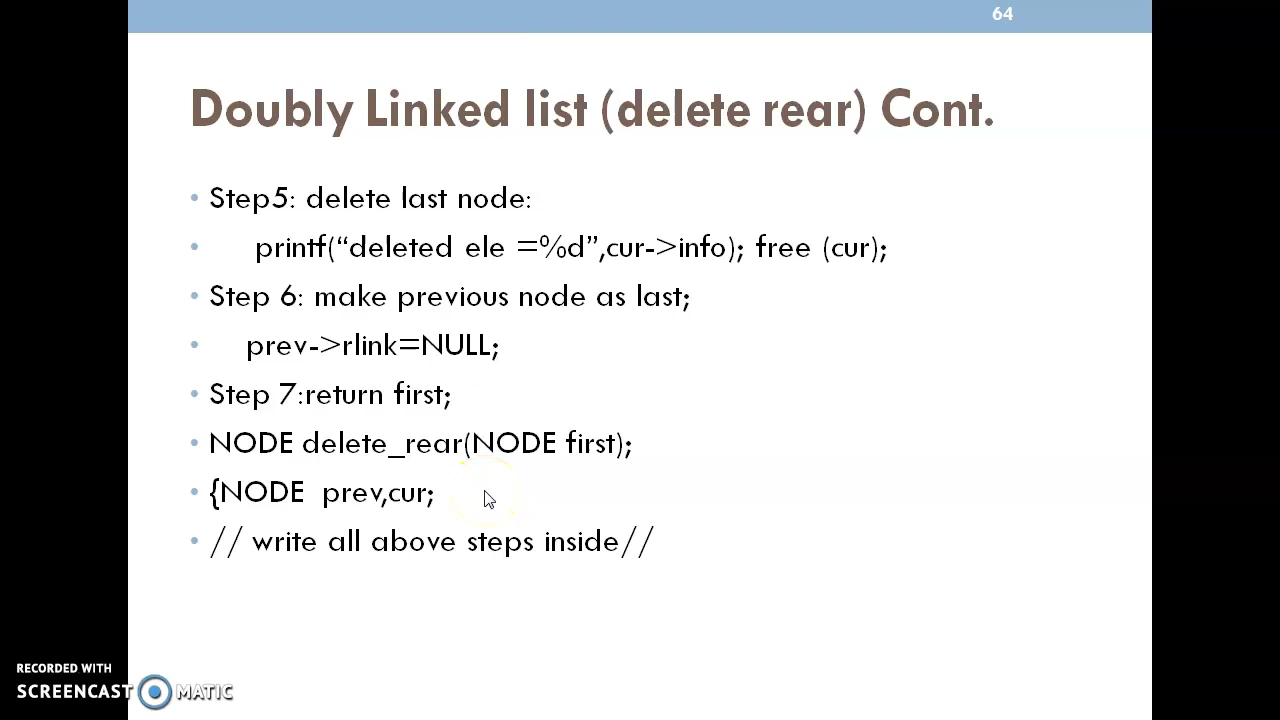 64
Doubly Linked list (delete rear) Cont.
• Step5: delete last node:
• printf(“deleted ele =%d”,cur->info); free (cur);
• Step 6: make previous node as last;
• prev->rlink=NULL;
• Step 7:return first;
• NODE delete_rear(NODE first);
• {NODE prev,cur;
• // write all above steps inside//
RECORDED WITH
SCREENCAST MATIC